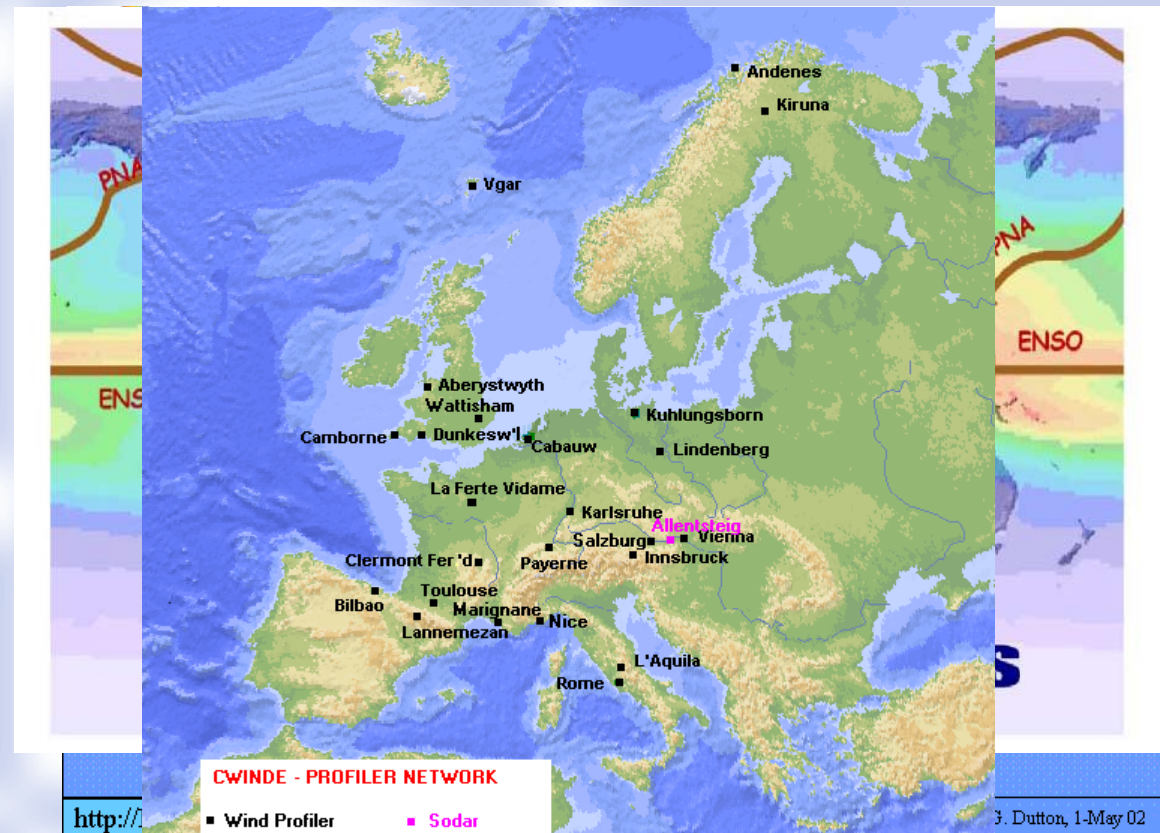 Andenes
Kiruna
Vgar
PNA
PNA
ENSO
ENS
Aberystwyth
Wattisham
Camborne
Dunkesw'l
Cabauw
Kuhlungsborn
Lindenberg
La Ferte Vidame
Karlsruhe
Allentsteig
Salzburg
Vienna
Innsbruck
Clermont Fer'd
Payerne
Toulouse
Bilbao
Marignane
Nice
Lannemezan
L'Aquila
Rome
S
CWINDE - PROFILER NETWORK
Wind Profiler
Sodar
http://
G. Dutton, 1-May 02